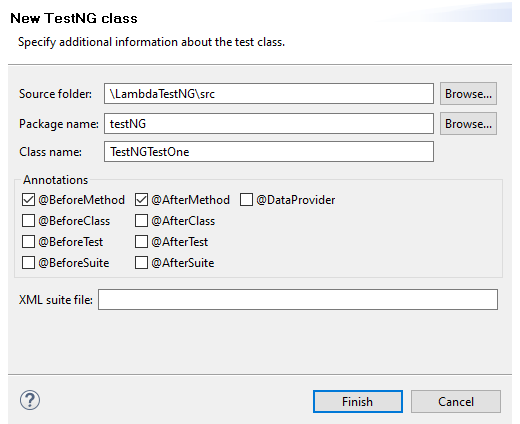 New TestNG class
Specify additional information about the test class.
Source folder: \LambdaTestNG\src Browse...
Package name: testNG Browse...
Class name: TestNGTestOne
Annotations
@BeforeMethod @AfterMethod @DataProvider
@BeforeClass @AfterClass
@BeforeTest @AfterTest
@BeforeSuite @AfterSuite
XML suite file:
? Finish Cancel